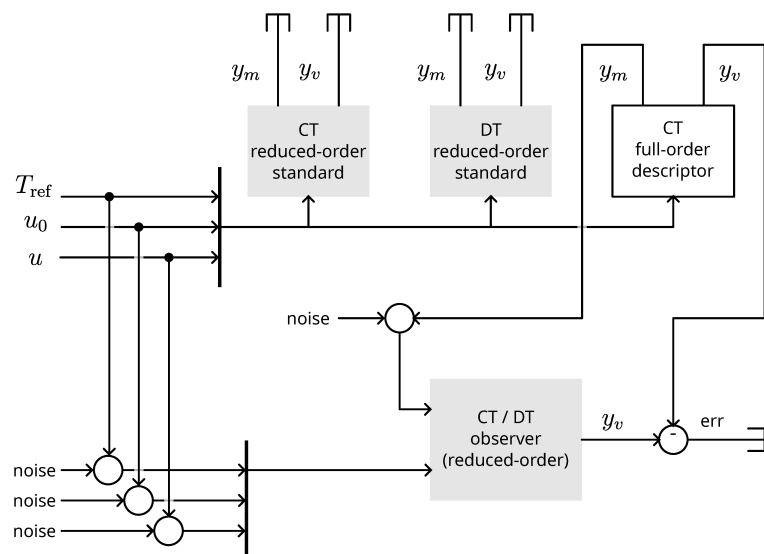 y_m y_v y_m y_v y_m y_v
CT
reduced-order
standard
DT
reduced-order
standard
CT
full-order
descriptor
T_ref
u_0
u
noise
CT / DT
observer
(reduced-order)
y_v
-
err
noise
noise
noise